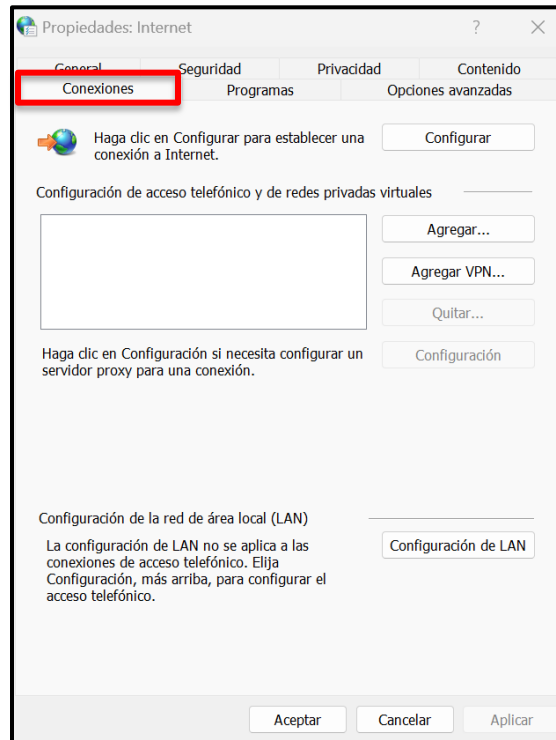 Propiedades: Internet ? X
General Seguridad Privacidad Contenido
Conexiones Programas Opciones avanzadas
Haga clic en Configurar para establecer una
conexión a Internet.
Configurar
Configuración de acceso telefónico y de redes privadas virtuales
Agregar...
Agregar VPN...
Quitar...
Haga clic en Configuración si necesita configurar un
servidor proxy para una conexión.
Configuración
Configuración de la red de área local (LAN)
La configuración de LAN no se aplica a las
conexiones de acceso telefónico. Elija
Configuración, más arriba, para configurar el
acceso telefónico.
Configuración de LAN
Aceptar Cancelar Aplicar